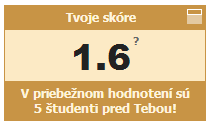 Tvoje skóre
1.6 ?
V priebežnom hodnotení sú
5 študenti pred Tebou!